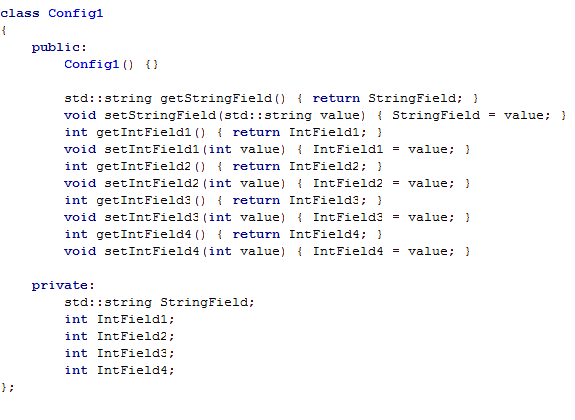 class Config1
{
    public:
        Config1() {}

        std::string getStringField() { return StringField; }
        void setStringField(std::string value) { StringField = value; }
        int getIntField1() { return IntField1; }
        void setIntField1(int value) { IntField1 = value; }
        int getIntField2() { return IntField2; }
        void setIntField2(int value) { IntField2 = value; }
        int getIntField3() { return IntField3; }
        void setIntField3(int value) { IntField3 = value; }
        int getIntField4() { return IntField4; }
        void setIntField4(int value) { IntField4 = value; }

    private:
        std::string StringField;
        int IntField1;
        int IntField2;
        int IntField3;
        int IntField4;
};